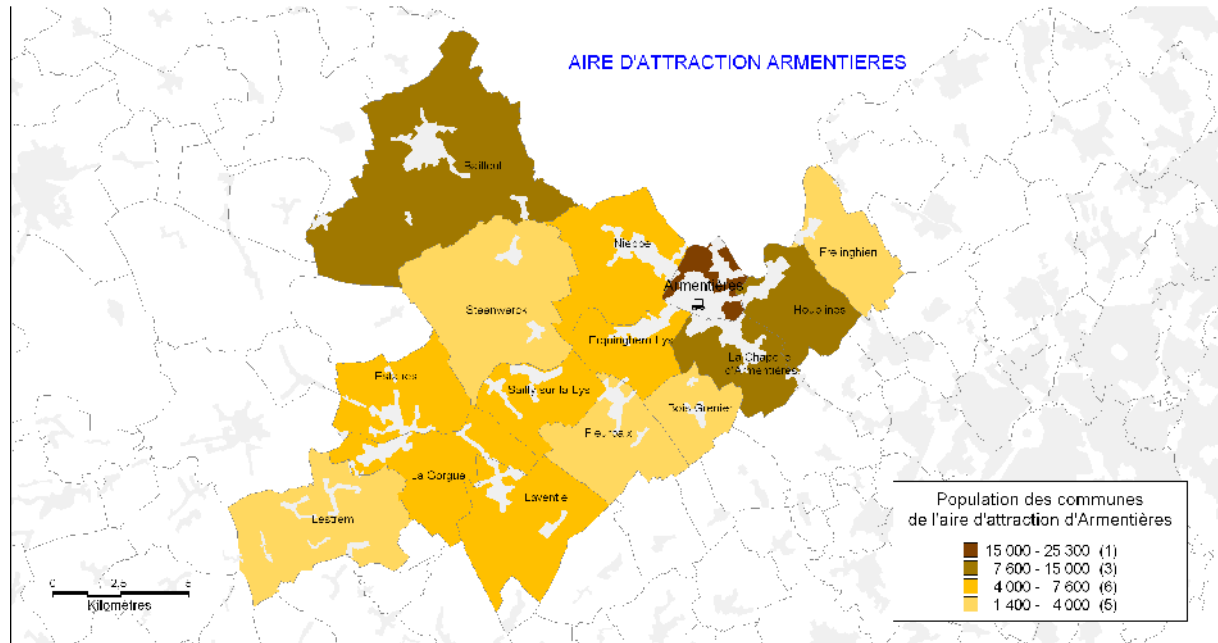 AIRE D'ATTRACTION ARMENTIERES
Bailleul
Nieppe
Frelinghien
Armentières
Steenwerck
Houplines
Erquinghem Lys
La Chapelle
d'Armentières
Estaires
Sailly sur la Lys
Bois Grenier
Fleurbaix
La Gorgue
Laventie
Lestrem
0 2,5 5
Kilomètres
Population des communes
de l'aire d'attraction d'Armentières
15 000 - 25 300 (1)
7 600 - 15 000 (3)
4 000 - 7 600 (6)
1 400 - 4 000 (5)